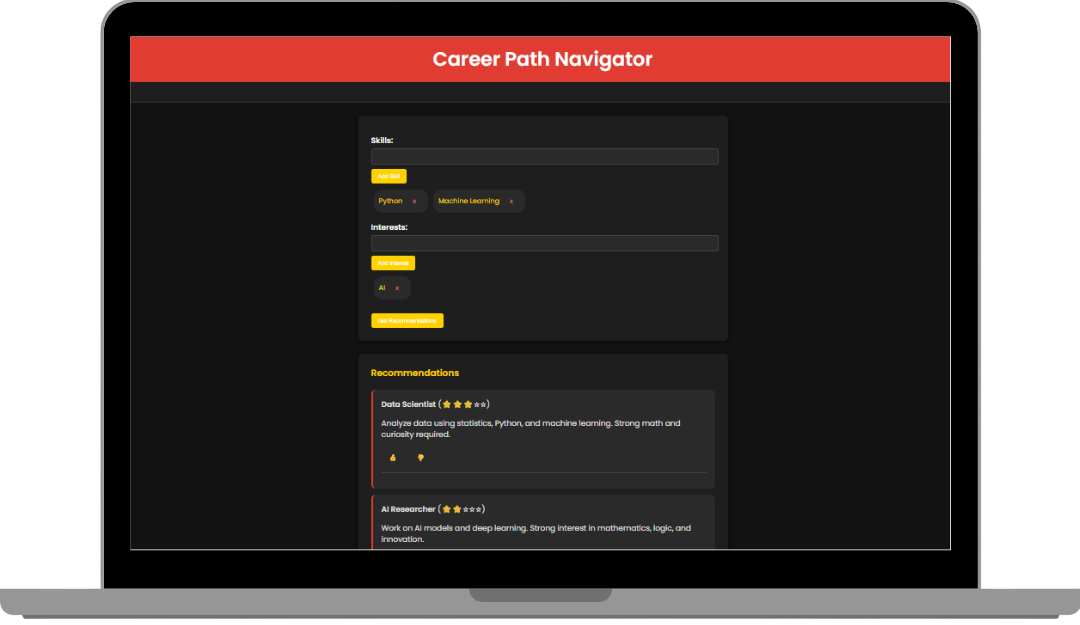 Career Path Navigator
Skills:
Add Skill
Python x
Machine Learning x
Interests:
Add Interest
AI x
Get Recommendations
Recommendations
Data Scientist (⭐⭐⭐☆☆)
Analyze data using statistics, Python, and machine learning. Strong math and
curiosity required.
AI Researcher (⭐⭐☆☆☆)
Work on AI models and deep learning. Strong interest in mathematics, logic, and
innovation.